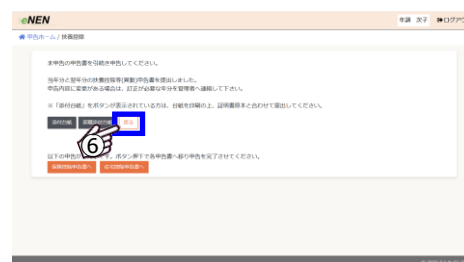 eNEN
年調 次子 ログアウ
申告ホーム / 扶養控除
未申告の申告書を引続き申告してください。
当年分と翌年分の扶養控除等(異動)申告書を提出しました。
申告内容に変更がある場合は、訂正が必要な年分を管理者へ連絡して下さい。
※「添付台紙」をボタンが表示されている方は、台紙を印刷の上、証明書原本と合わせて提出してください。
添付台紙
戻る
6
以下の申告が
です。ボタン押下で各申告書へ移り申告を完了させてください。
保険控除申告書へ 住宅控除申告書へ